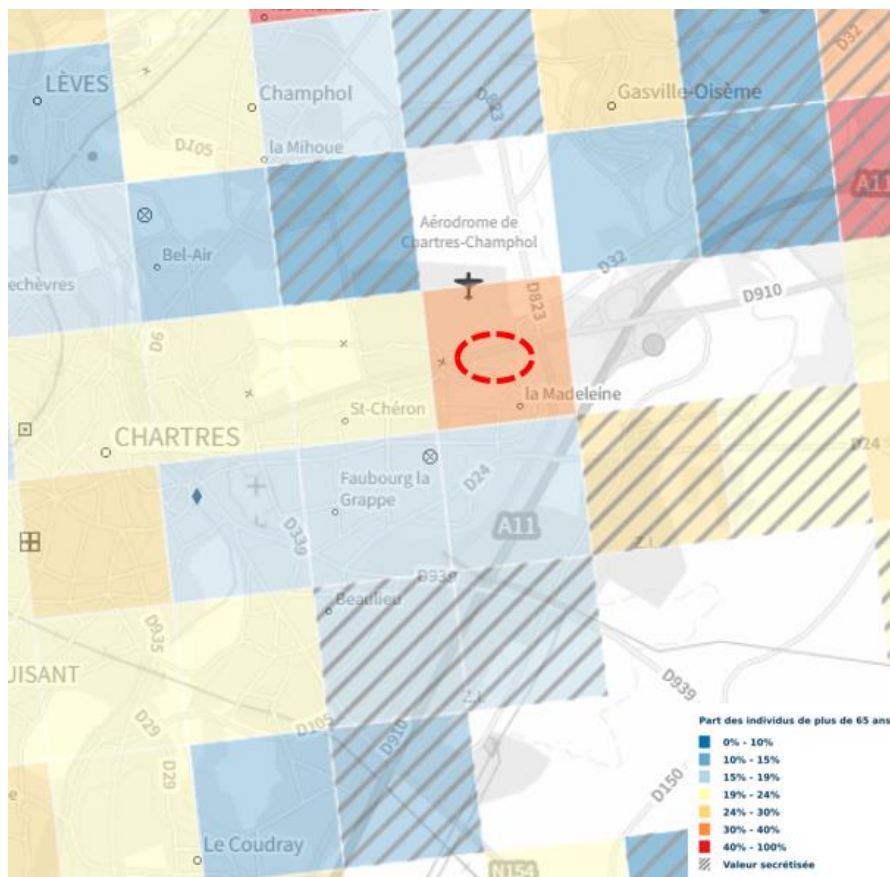 D32
LÈVES
Champhol
D823
Gasville-Oisème
D105
la Mihoue
A11
Aérodrome de
Chartres-Champhol
Bel-Air
D32
echèvres
D910
D823
D9
la Madeleine
St-Chéron
CHARTRES
D24
Faubourg la
Grappe
D24
A11
D339
Z.I.
D939
Beaulieu
D935
UISANT
D939
Z.I.
D29
D105
D910
D29
D150
Le Coudray
N154
Part des individus de plus de 65 ans
0% - 10%
10% - 15%
15% - 19%
19% - 24%
24% - 30%
30% - 40%
40% - 100%
Valeur secrétisée